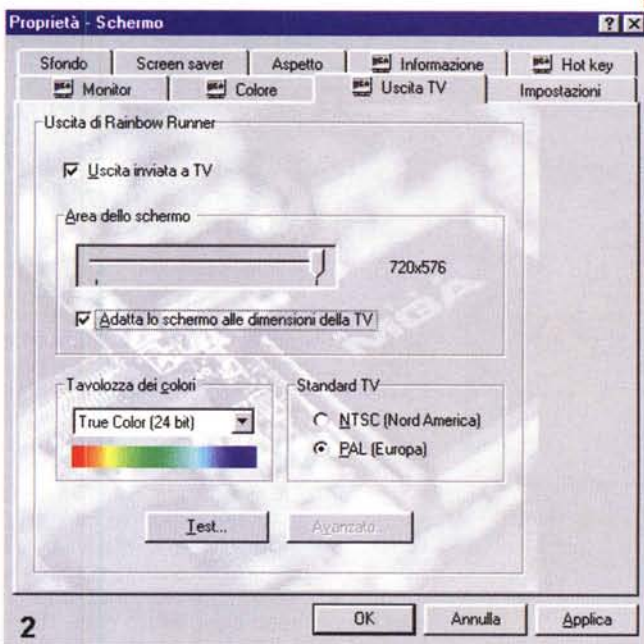 Proprietà - Schermo
Sfondo
Screen saver
Aspetto
Informazione
Hot key
Monitor
Colore
Uscita TV
Impostazioni
Uscita di Rainbow Runner
Uscita inviata a TV
Area dello schermo
720x576
Adatta lo schermo alle dimensioni della TV
MGA
Tavolozza dei colori
True Color (24 bit)
Standard TV
NTSC (Nord America)
PAL (Europa)
Test...
Avanzato...
2
OK
Annulla
Applica